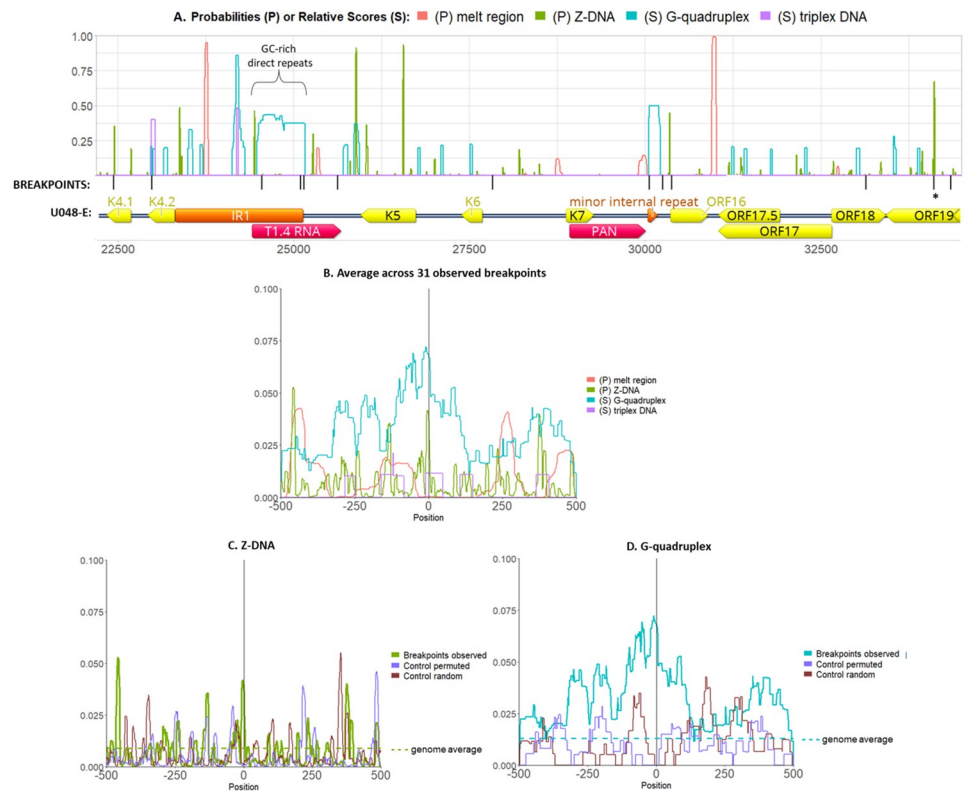 A. Probabilities (P) or Relative Scores (S): (P) melt region (P) Z-DNA (S) G-quadruplex (S) triplex DNA
1.00
0.75
0.50
0.25
GC-rich
direct repeats
BREAKPOINTS:
*
K4.1 K4.2 K6 minor internal repeat ORF16
U048-E: IR1 K5 K7 ORF17.5 ORF18 ORF19
T1.4 RNA PAN ORF17
22500 25000 27500 30000 32500
B. Average across 31 observed breakpoints
0.100
0.075
0.050
0.025
0.000
-500 -250 0 250 500
Position
(P) melt region
(P) Z-DNA
(S) G-quadruplex
(S) triplex DNA
C. Z-DNA
0.100
0.075
0.050
0.025
0.000
-500 -250 0 250 500
Position
Breakpoints observed
Control permuted
Control random
genome average
D. G-quadruplex
0.100
0.075
0.050
0.025
0.000
-500 -250 0 250 500
Position
Breakpoints observed
Control permuted
Control random
genome average